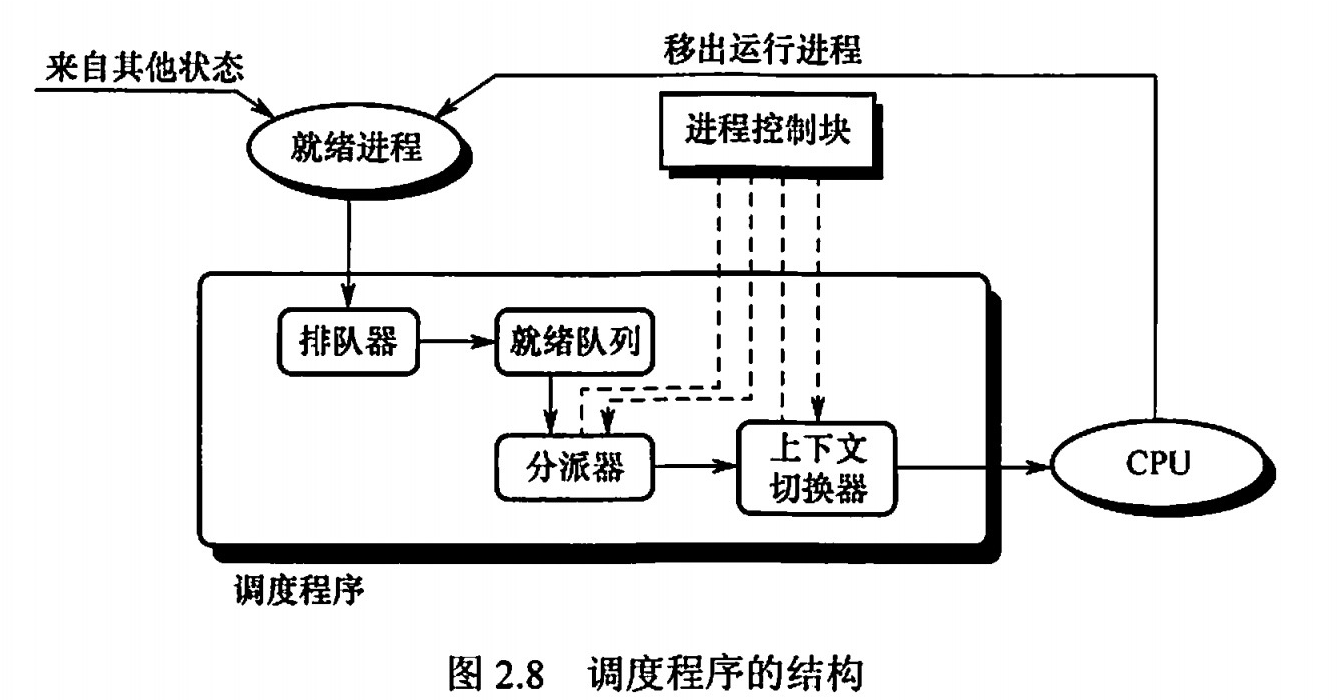 移出运行进程
来自其他状态
进程控制块
就绪进程
排队器
就绪队列
分派器
上下文
切换器
CPU
调度程序
图 2.8 调度程序的结构